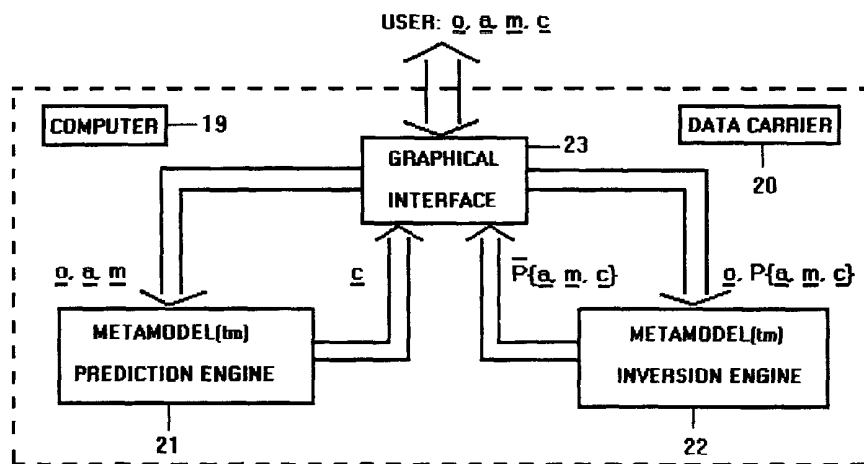 USER: o, a, m, c
COMPUTER 19
DATA CARRIER
20
23
GRAPHICAL
INTERFACE
o, a, m
c
P̅{a, m, c}
o, P{a, m, c}
METAMODEL(tm)
PREDICTION ENGINE
21
METAMODEL(tm)
INVERSION ENGINE
22